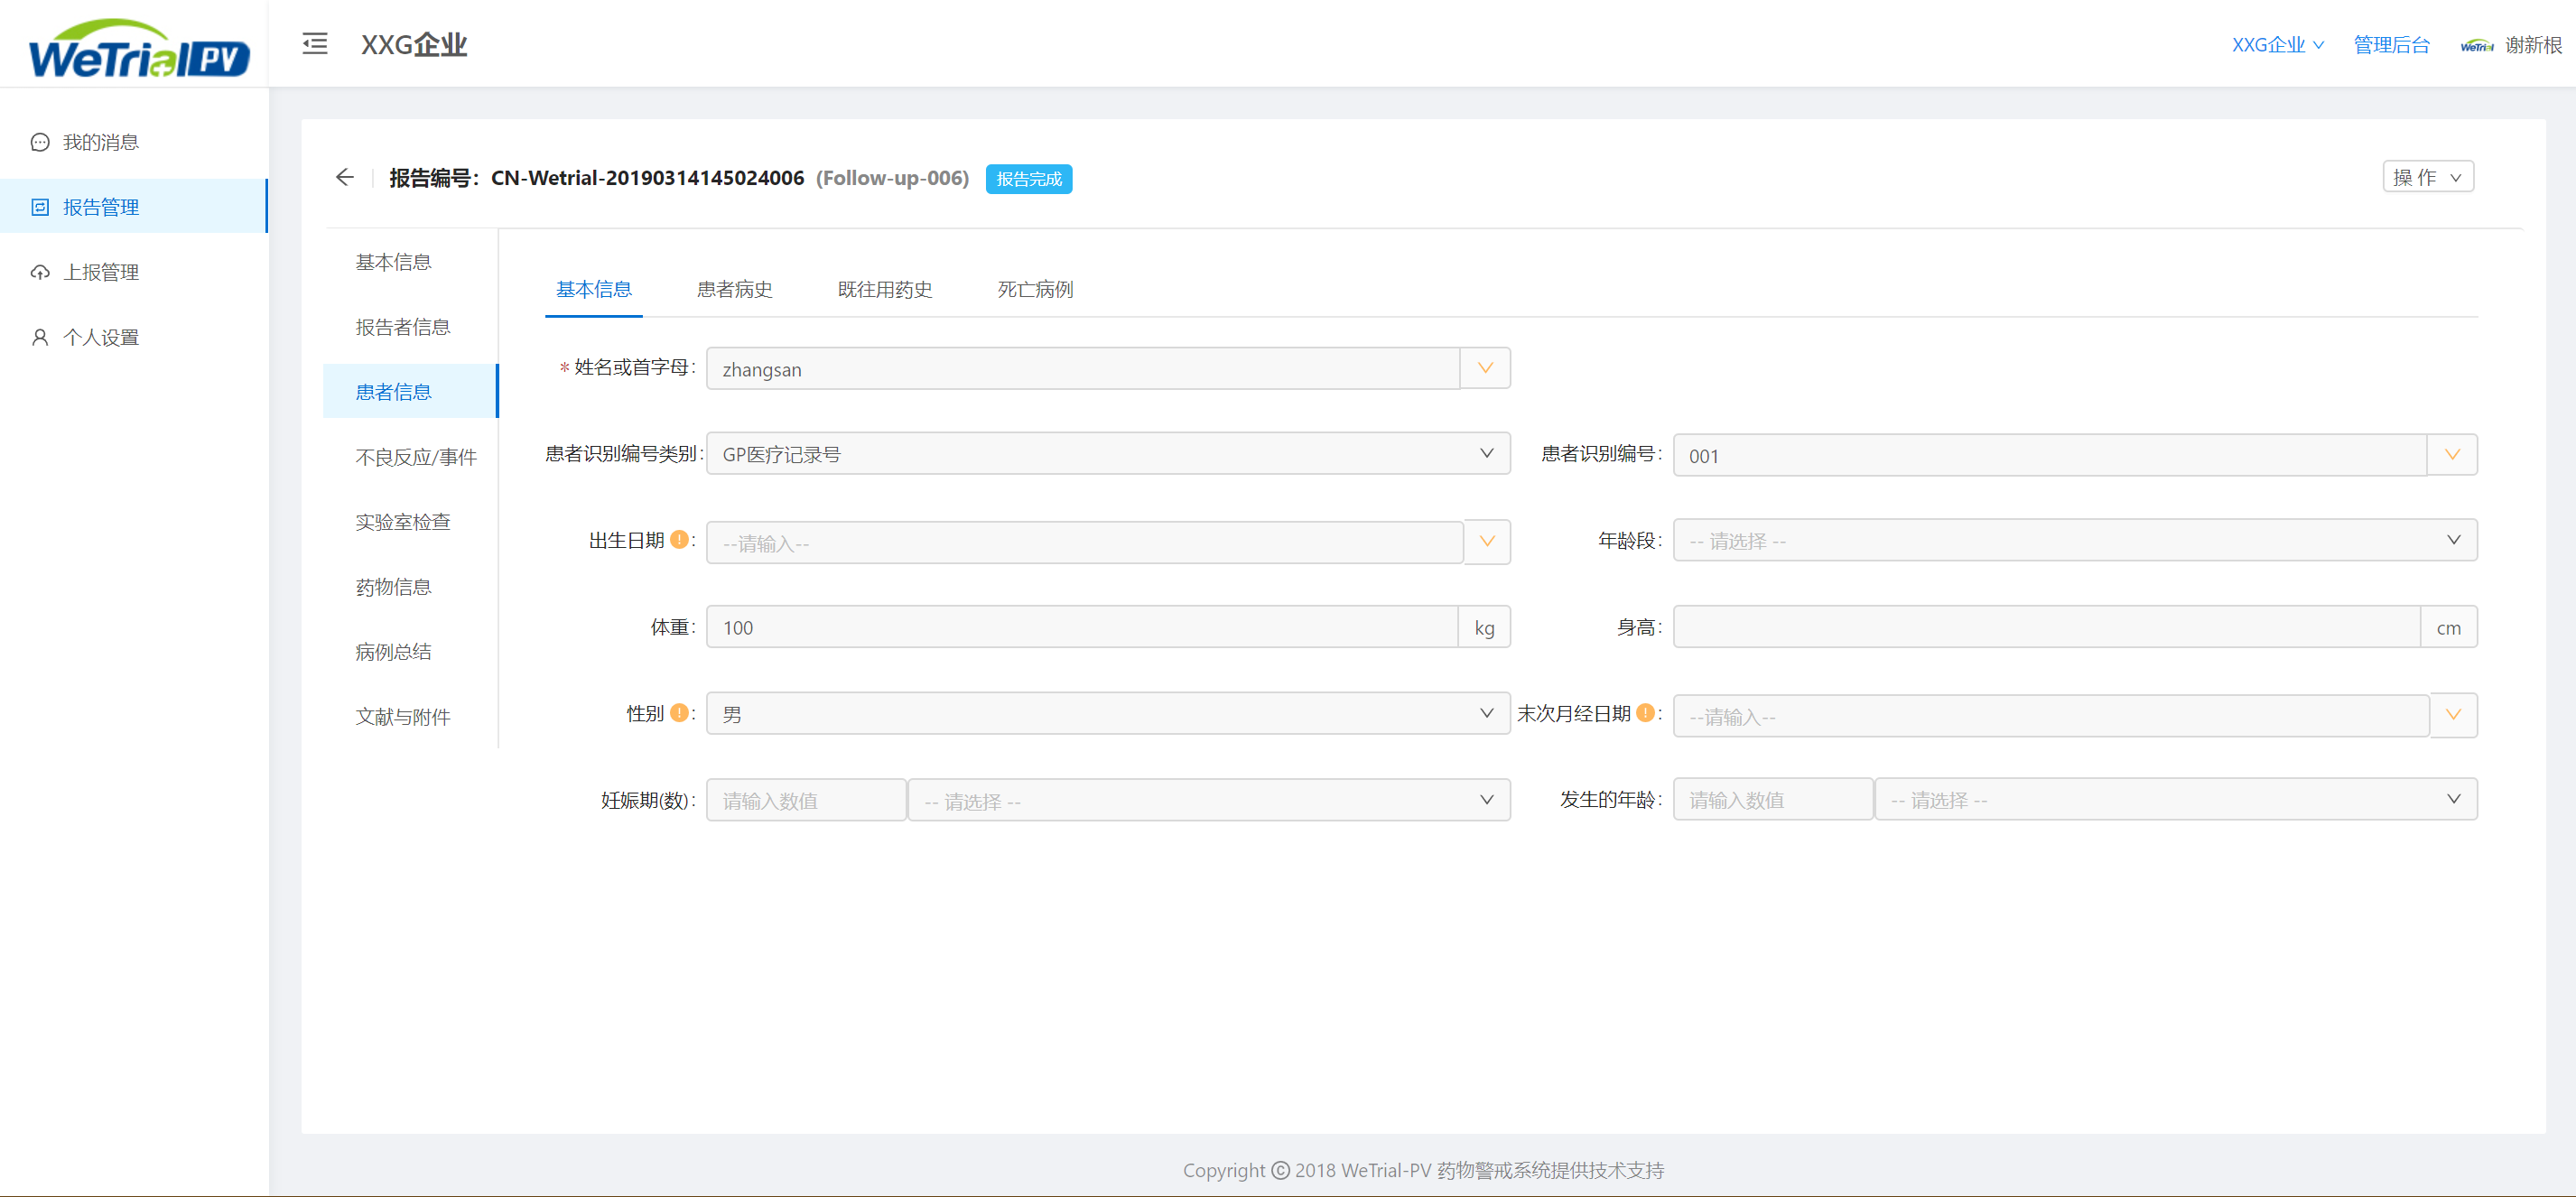 WeTrial PV
XXG企业
XXG企业 管理后台 WeTrial 谢新根
我的消息
报告管理
上报管理
个人设置
报告编号：CN-Wetrial-20190314145024006 (Follow-up-006) 报告完成
操 作
基本信息
报告者信息
患者信息
不良反应/事件
实验室检查
药物信息
病例总结
文献与附件
基本信息 患者病史 既往用药史 死亡病例
* 姓名或首字母: zhangsan
患者识别编号类别: GP医疗记录号 患者识别编号: 001
出生日期 ! : --请输入-- 年龄段: -- 请选择 --
体重: 100 kg 身高: cm
性别 ! : 男 末次月经日期 ! : --请输入--
妊娠期(数): 请输入数值 -- 请选择 -- 发生的年龄: 请输入数值 -- 请选择 --
Copyright © 2018 WeTrial-PV 药物警戒系统提供技术支持